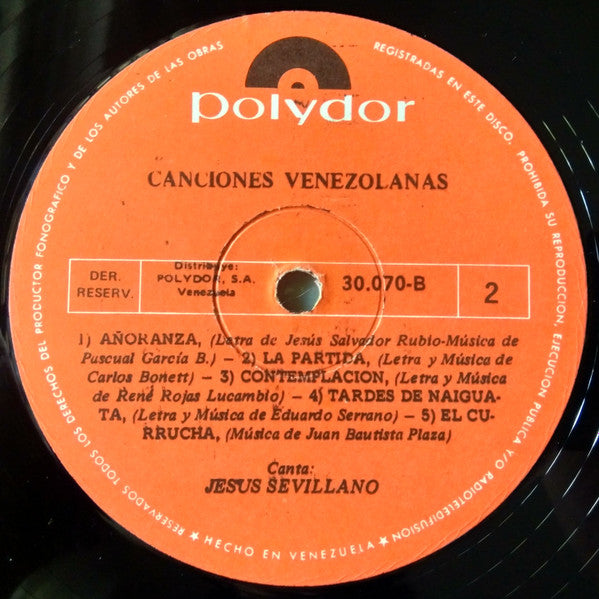 polydor
CANCIONES VENEZOLANAS
DER.
RESERV.
Distribuye:
POLYDOR, S.A.
Venezuela
30.070-B
2
1) AÑORANZA, (Letra de Jesús Salvador Rubio-Música de
Pascual García B.) – 2) LA PARTIDA, (Letra y Música de
Carlos Bonett) – 3) CONTEMPLACION, (Letra y Música
de René Rojas Lucambio) – 4) TARDES DE NAIGUA-
TA, (Letra y Música de Eduardo Serrano) – 5) EL CU-
RRUCHA, (Música de Juan Bautista Plaza)
Canta:
JESUS SEVILLANO
★ RESERVADOS TODOS LOS DERECHOS DEL PRODUCTOR FONOGRAFICO Y DE LOS AUTORES DE LAS OBRAS REGISTRADAS EN ESTE DISCO. PROHIBIDA SU REPRODUCCION, EJECUCION PUBLICA Y/O RADIOTELEDIFUSION
★ HECHO EN VENEZUELA ★